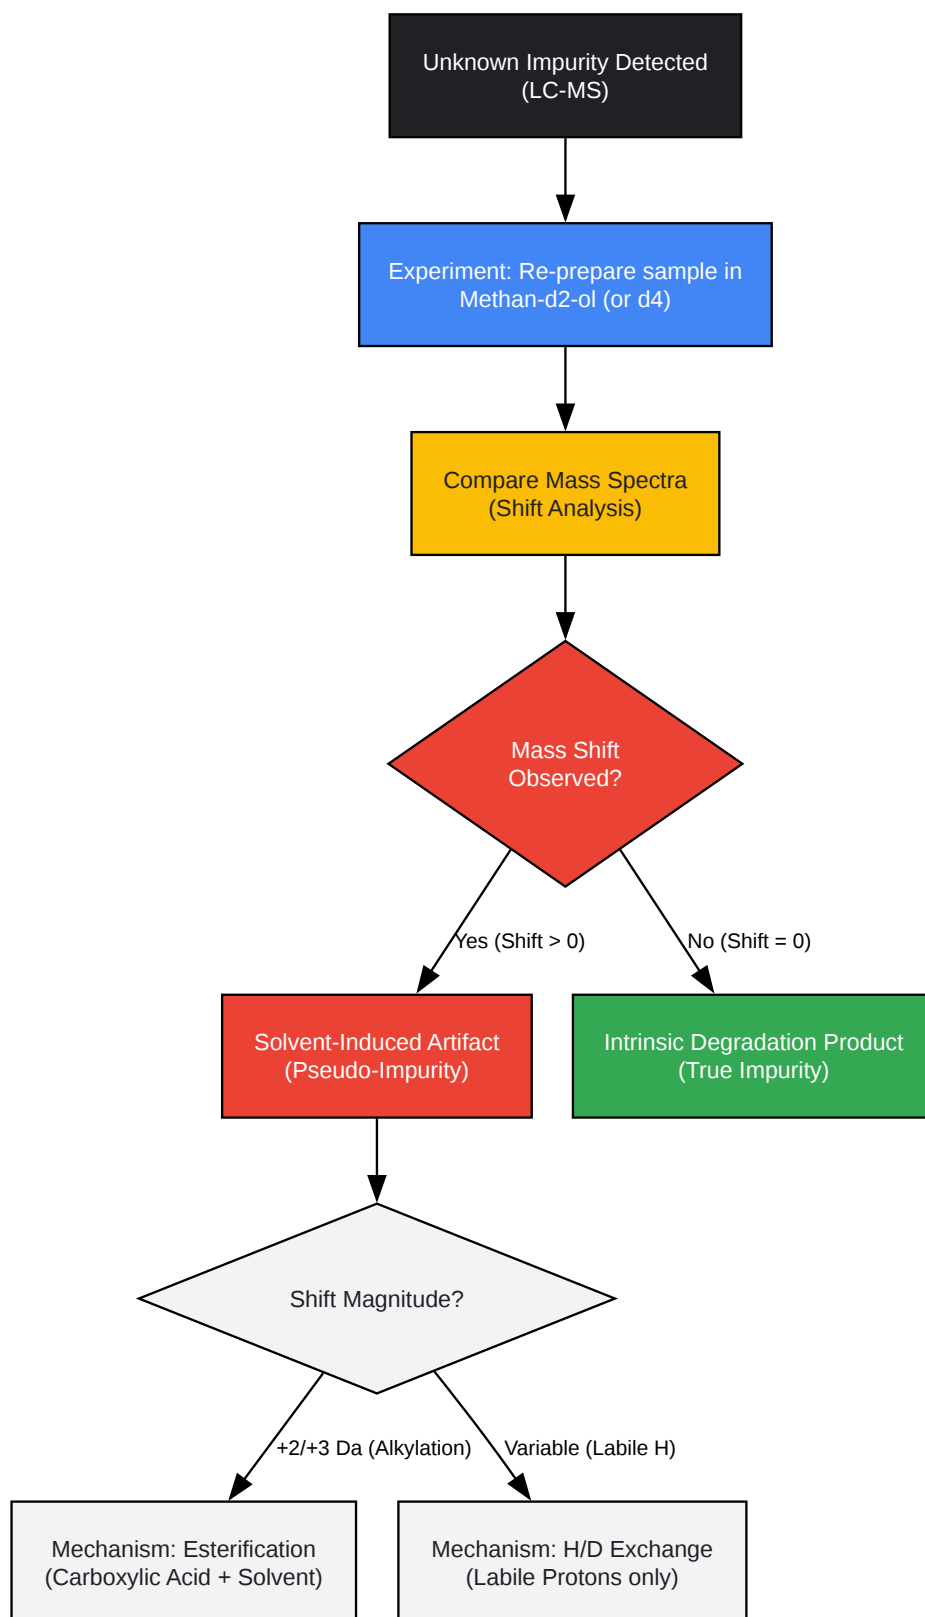 Unknown Impurity Detected
(LC-MS)
Experiment: Re-prepare sample in
Methan-d2-ol (or d4)
Compare Mass Spectra
(Shift Analysis)
Mass Shift
Observed?
Yes (Shift > 0)
No (Shift = 0)
Solvent-Induced Artifact
(Pseudo-Impurity)
Intrinsic Degradation Product
(True Impurity)
Shift Magnitude?
+2/+3 Da (Alkylation)
Variable (Labile H)
Mechanism: Esterification
(Carboxylic Acid + Solvent)
Mechanism: H/D Exchange
(Labile Protons only)